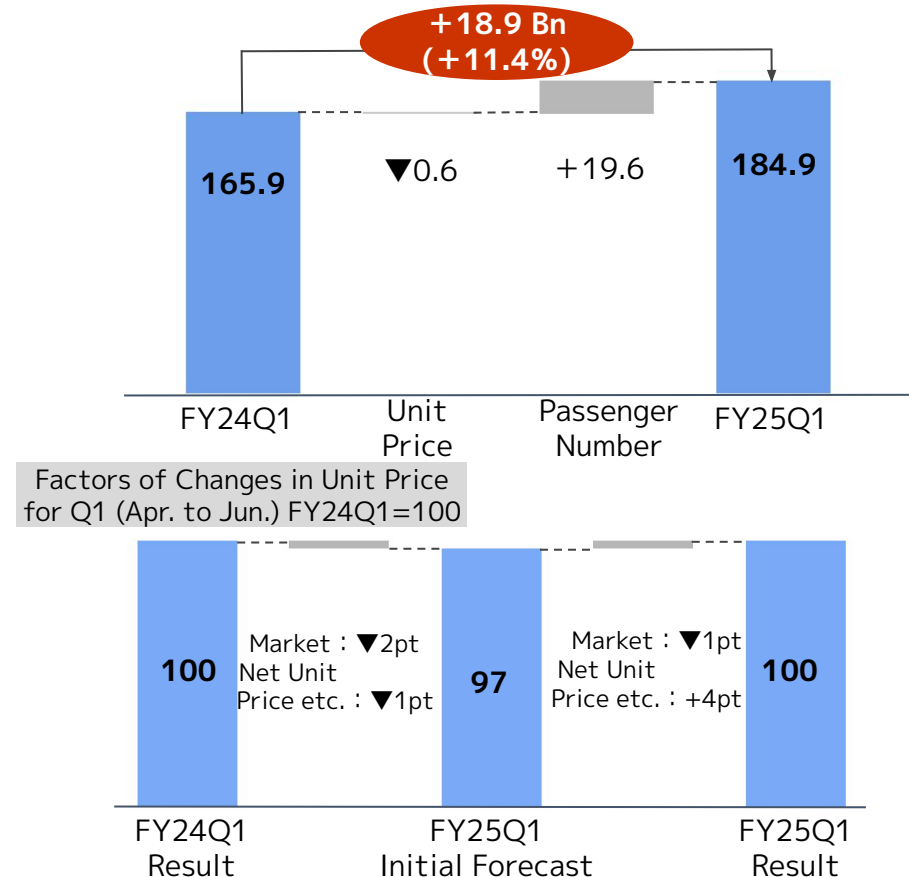 +18.9 Bn
(+11.4%)
165.9
▼0.6
+19.6
184.9
FY24Q1
Unit
Price
Passenger
Number
FY25Q1
Factors of Changes in Unit Price
for Q1 (Apr. to Jun.) FY24Q1=100
100
Market：▼2pt
Net Unit
Price etc.：▼1pt
97
Market：▼1pt
Net Unit
Price etc.：+4pt
100
FY24Q1
Result
FY25Q1
Initial Forecast
FY25Q1
Result